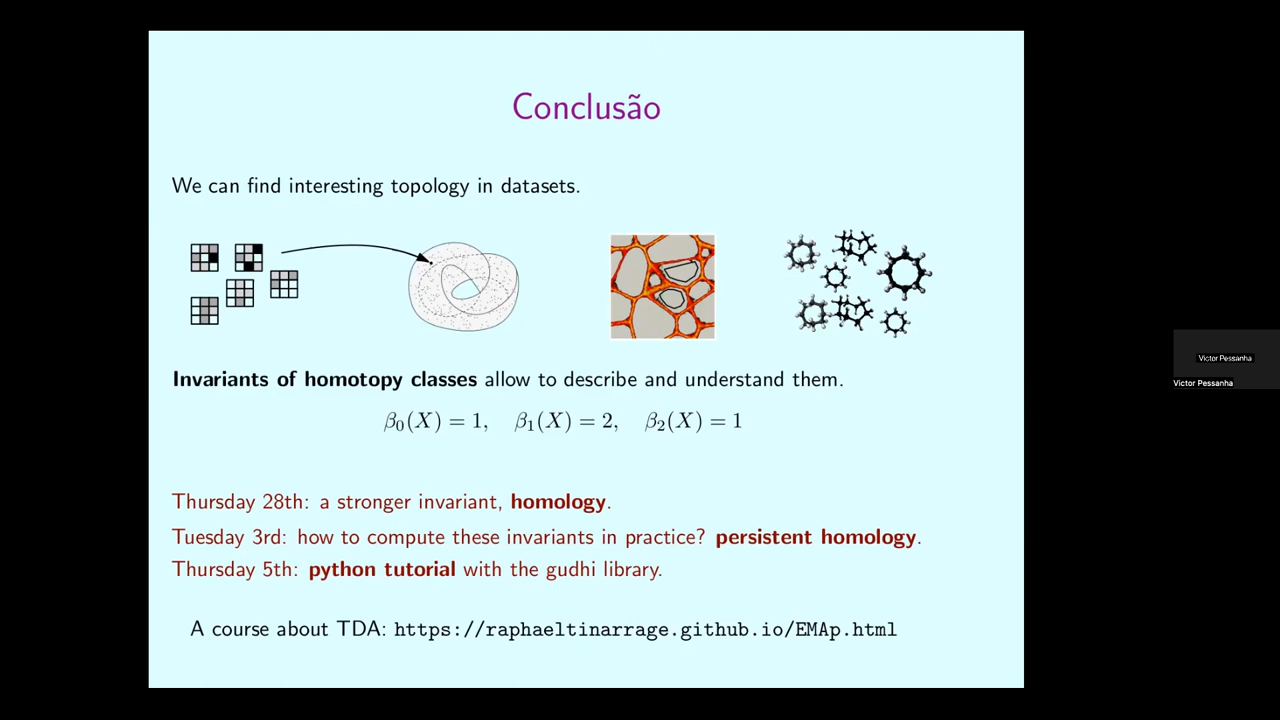 Conclusão
We can find interesting topology in datasets.
Invariants of homotopy classes allow to describe and understand them.
β₀(X) = 1, β₁(X) = 2, β₂(X) = 1
Thursday 28th: a stronger invariant, homology.
Tuesday 3rd: how to compute these invariants in practice? persistent homology.
Thursday 5th: python tutorial with the gudhi library.
A course about TDA: https://raphaeltinarrage.github.io/EMAp.html
Victor Pessanha
Victor Pessanha